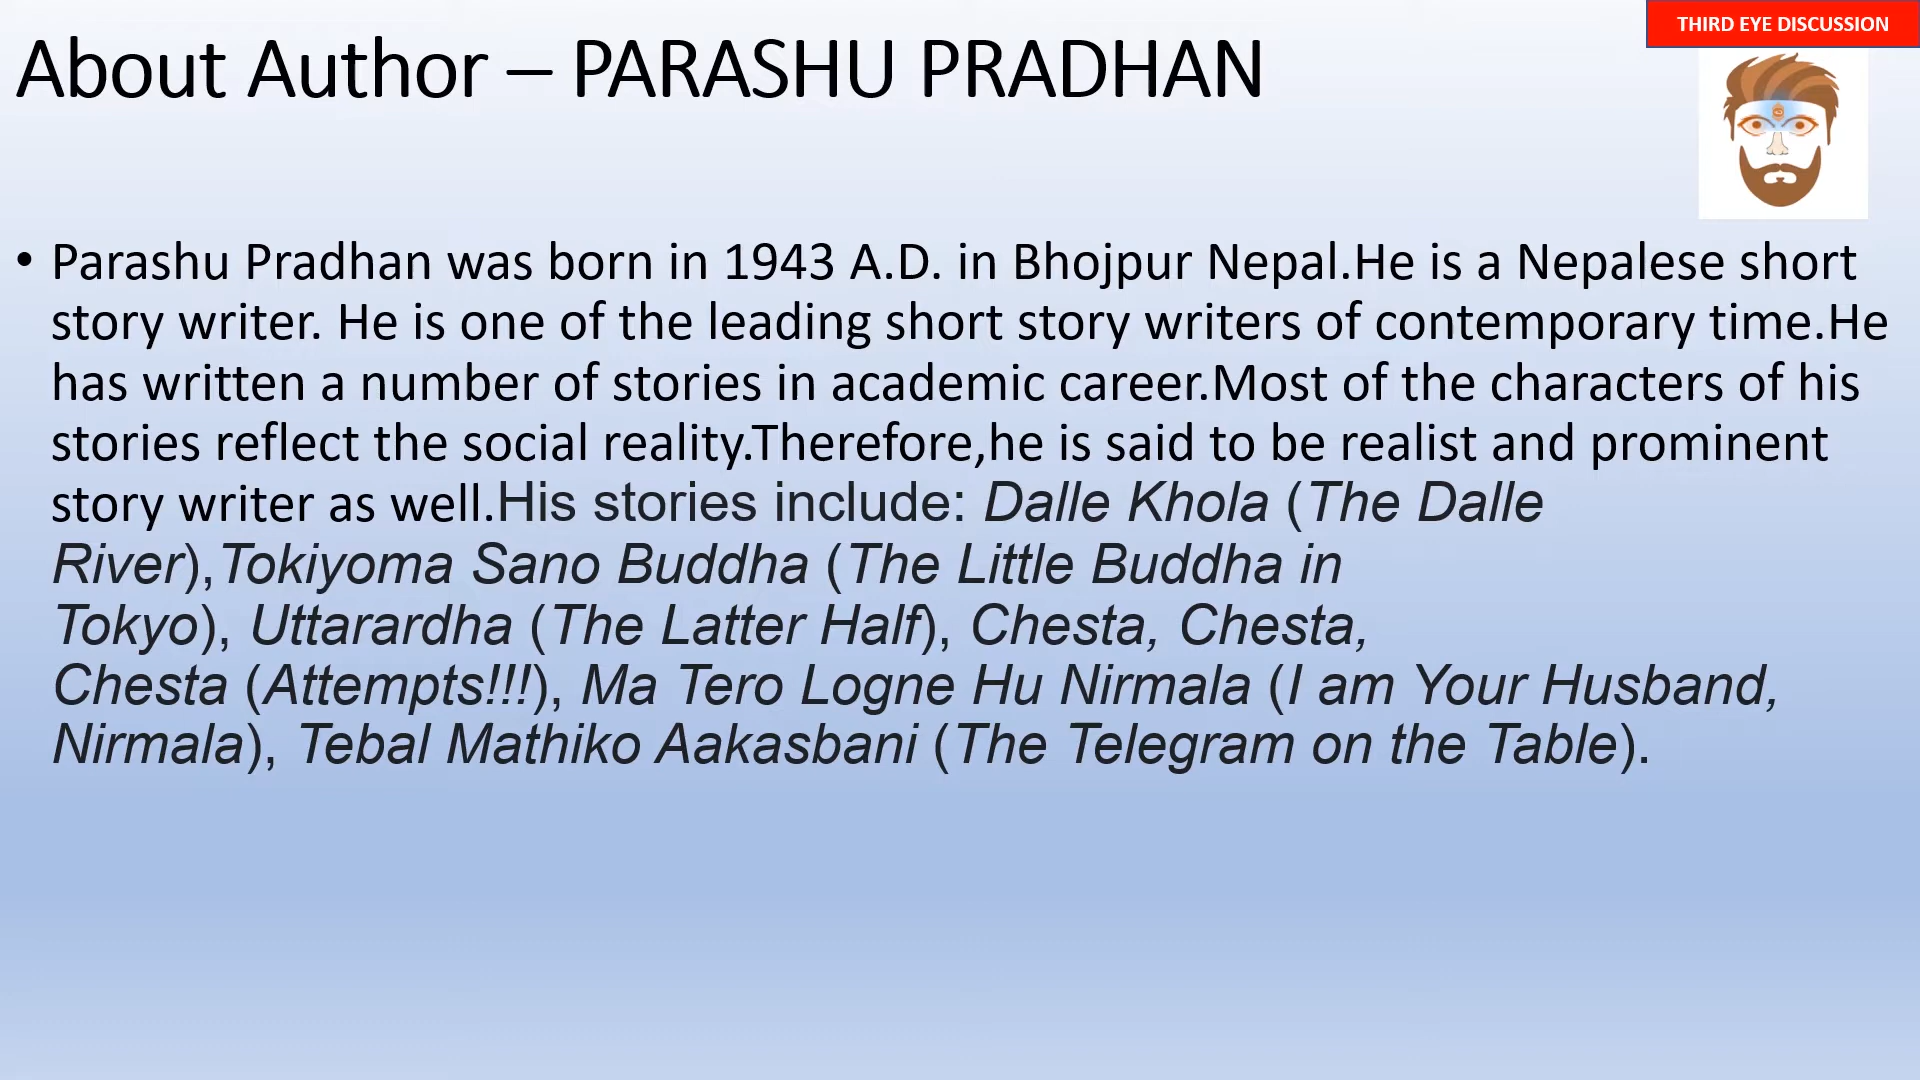 THIRD EYE DISCUSSION
About Author – PARASHU PRADHAN
• Parashu Pradhan was born in 1943 A.D. in Bhojpur Nepal.He is a Nepalese short
story writer. He is one of the leading short story writers of contemporary time.He
has written a number of stories in academic career.Most of the characters of his
stories reflect the social reality.Therefore,he is said to be realist and prominent
story writer as well.His stories include: Dalle Khola (The Dalle
River),Tokiyoma Sano Buddha (The Little Buddha in
Tokyo), Uttarardha (The Latter Half), Chesta, Chesta,
Chesta (Attempts!!!), Ma Tero Logne Hu Nirmala (I am Your Husband,
Nirmala), Tebal Mathiko Aakasbani (The Telegram on the Table).